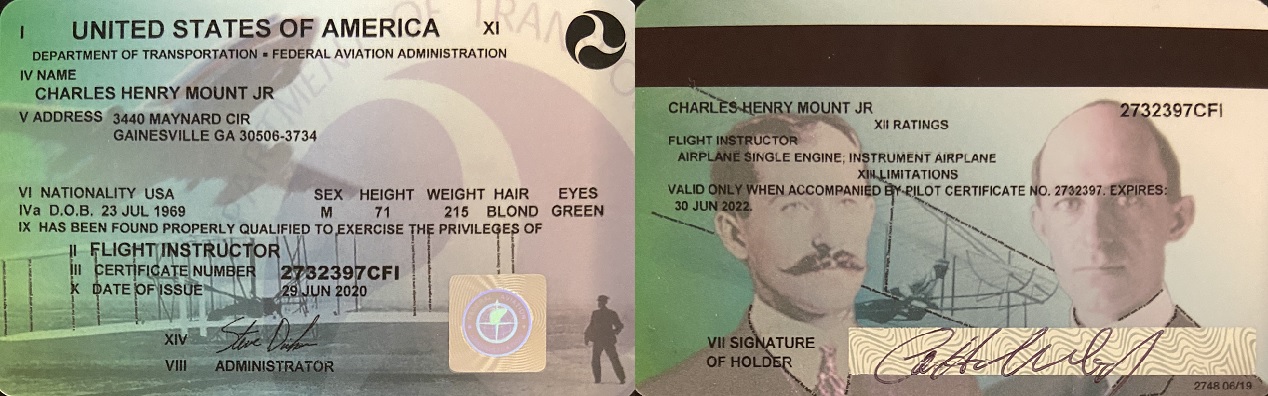 I UNITED STATES OF AMERICA XI
DEPARTMENT OF TRANSPORTATION ▪ FEDERAL AVIATION ADMINISTRATION
IV NAME
CHARLES HENRY MOUNT JR
V ADDRESS 3440 MAYNARD CIR
GAINESVILLE GA 30506-3734
VI NATIONALITY USA SEX HEIGHT WEIGHT HAIR EYES
IVa D.O.B. 23 JUL 1969 M 71 215 BLOND GREEN
IX HAS BEEN FOUND PROPERLY QUALIFIED TO EXERCISE THE PRIVILEGES OF
II FLIGHT INSTRUCTOR
III CERTIFICATE NUMBER 2732397CFI
X DATE OF ISSUE 29 JUN 2020
XIV
VIII ADMINISTRATOR
CHARLES HENRY MOUNT JR 2732397CFI
XII RATINGS
FLIGHT INSTRUCTOR
AIRPLANE SINGLE ENGINE; INSTRUMENT AIRPLANE
XIII LIMITATIONS
VALID ONLY WHEN ACCOMPANIED BY PILOT CERTIFICATE NO. 2732397. EXPIRES:
30 JUN 2022.
VII SIGNATURE
OF HOLDER
2748 06/19